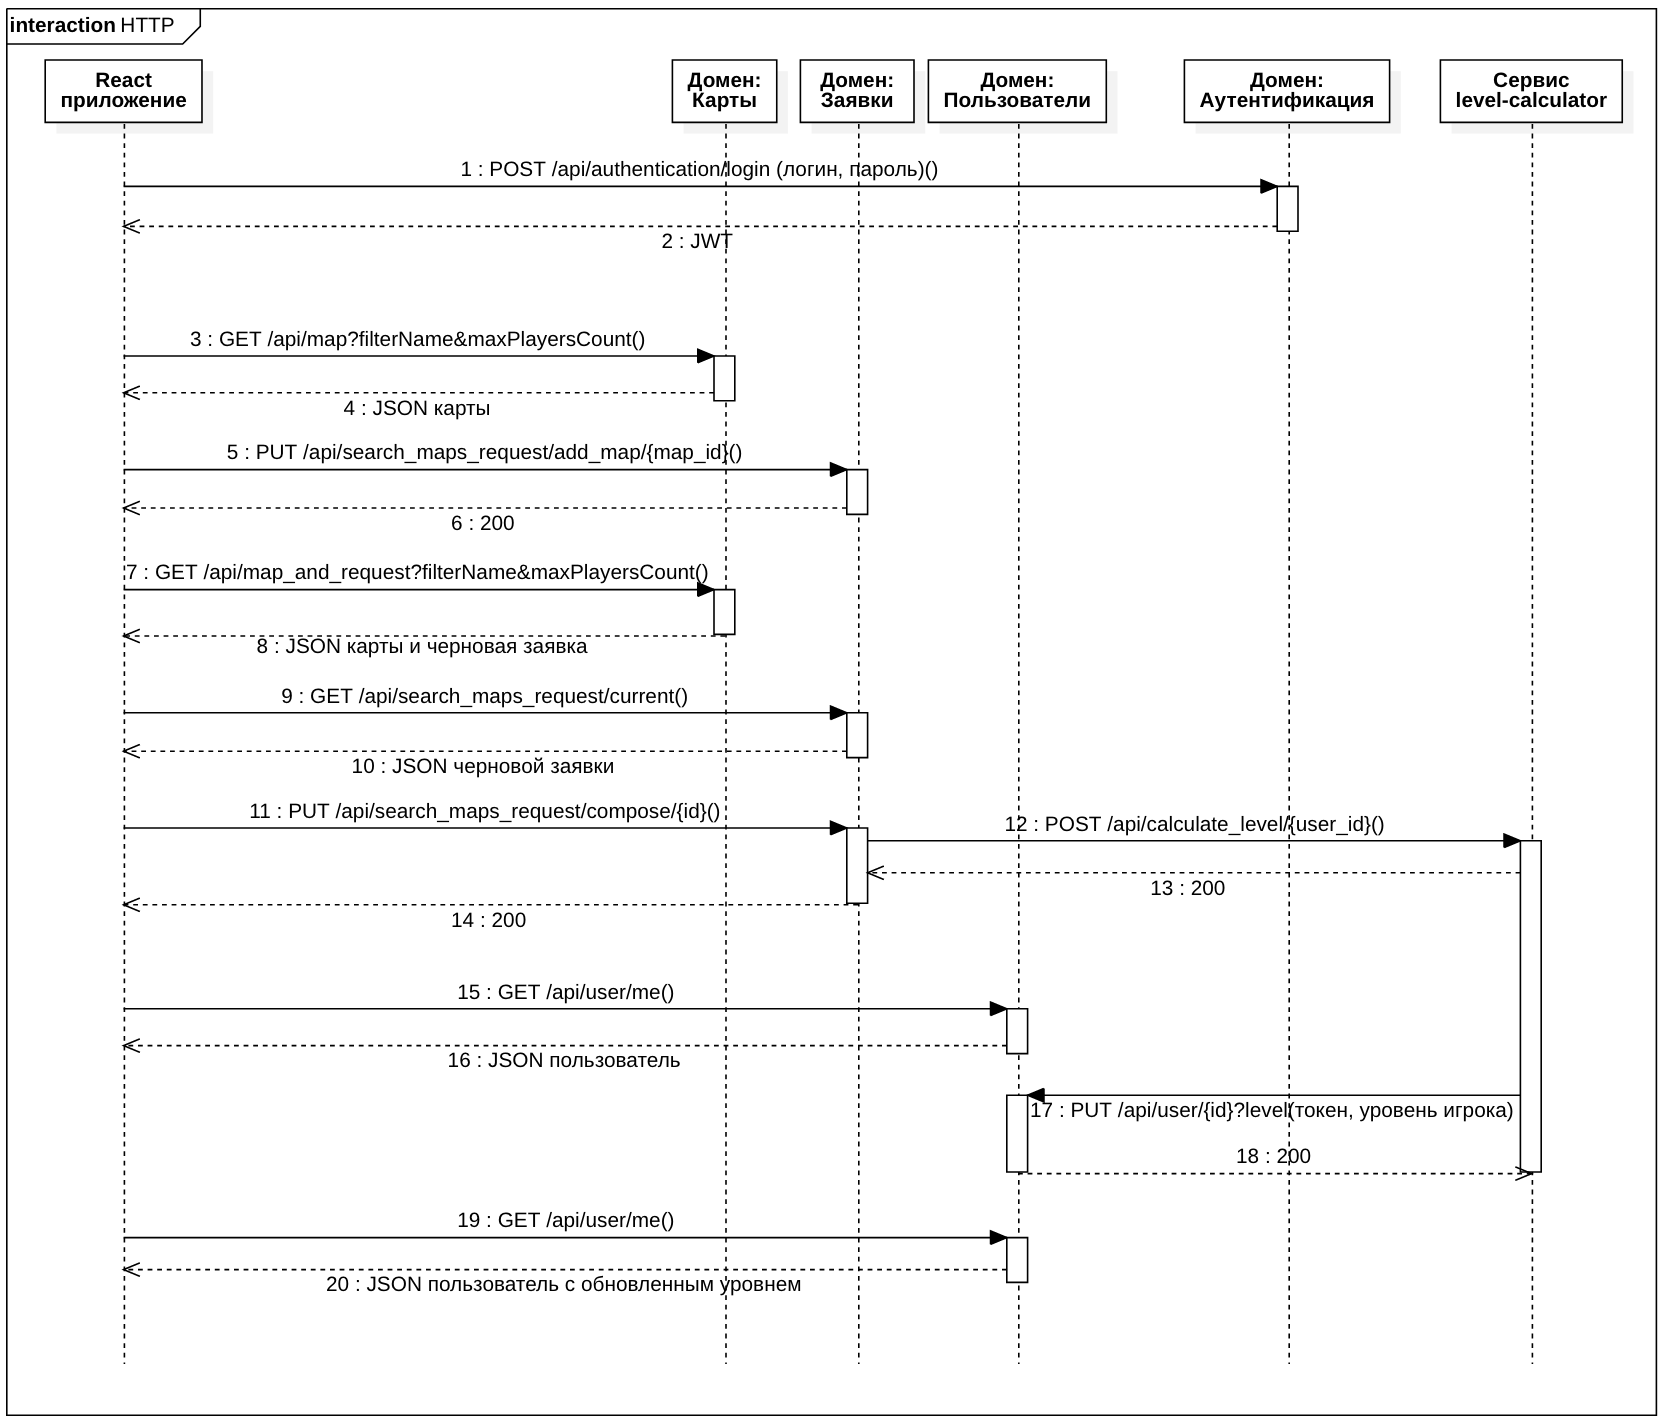 interaction HTTP
React
приложение
Домен:
Карты
Домен:
Заявки
Домен:
Пользователи
Домен:
Аутентификация
Сервис
level-calculator
1 : POST /api/authentication/login (логин, пароль)()
2 : JWT
3 : GET /api/map?filterName&maxPlayersCount()
4 : JSON карты
5 : PUT /api/search_maps_request/add_map/{map_id}()
6 : 200
7 : GET /api/map_and_request?filterName&maxPlayersCount()
8 : JSON карты и черновая заявка
9 : GET /api/search_maps_request/current()
10 : JSON черновой заявки
11 : PUT /api/search_maps_request/compose/{id}()
12 : POST /api/calculate_level/{user_id}()
13 : 200
14 : 200
15 : GET /api/user/me()
16 : JSON пользователь
17 : PUT /api/user/{id}?level(токен, уровень игрока)
18 : 200
19 : GET /api/user/me()
20 : JSON пользователь с обновленным уровнем